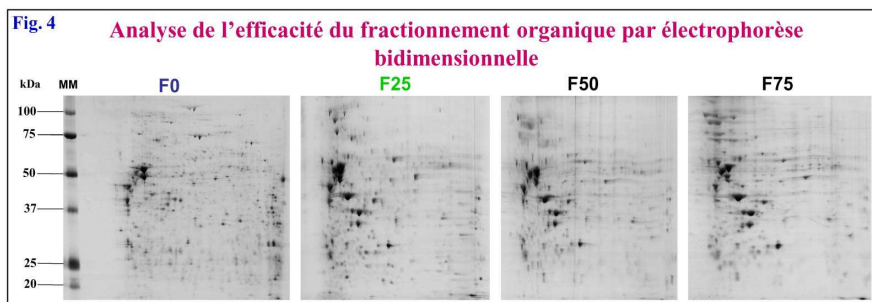 Fig. 4
Analyse de l’efficacité du fractionnement organique par électrophorèse
bidimensionnelle
kDa MM F0 F25 F50 F75
100
75
50
37
25
20